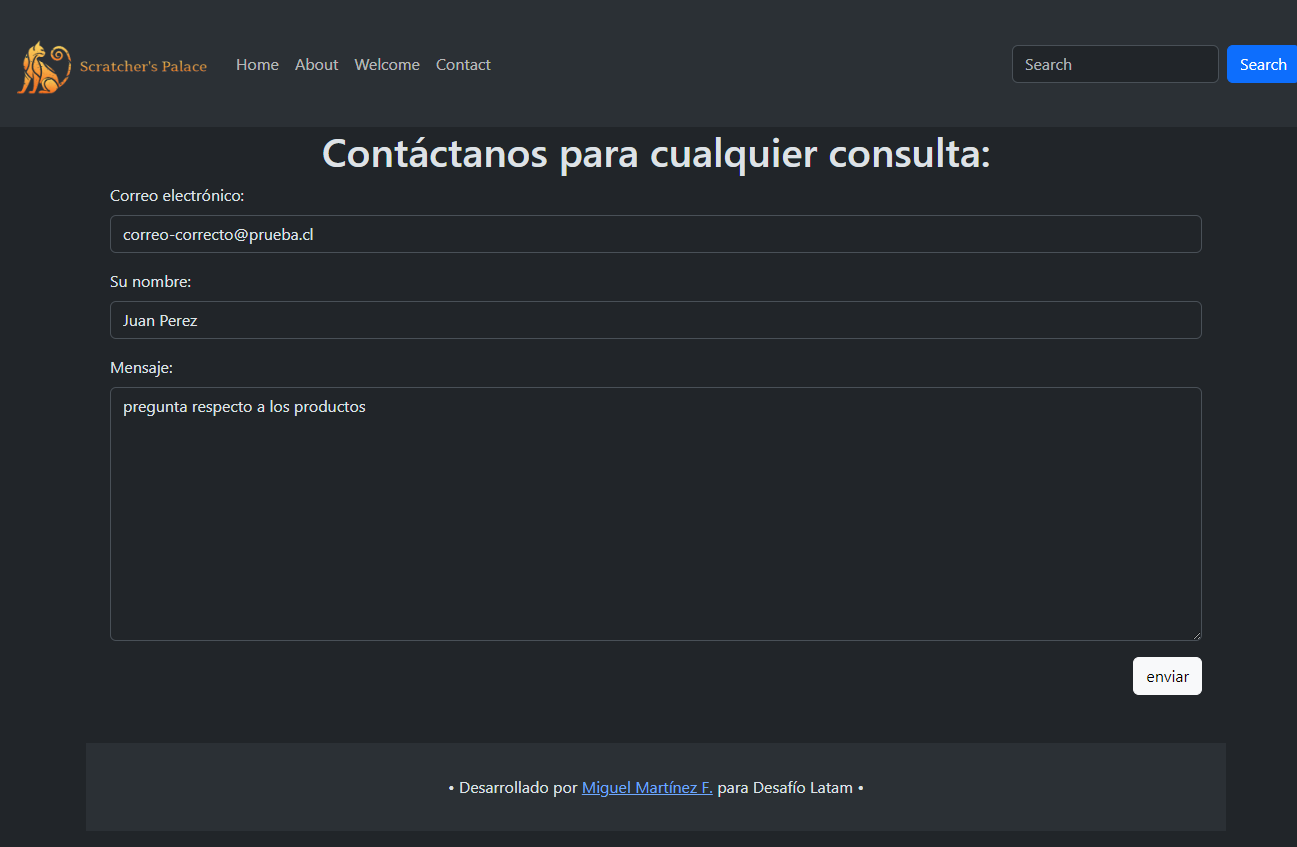 Scratcher's Palace Home About Welcome Contact Search Search
Contáctanos para cualquier consulta:
Correo electrónico:
correo-correcto@prueba.cl
Su nombre:
Juan Perez
Mensaje:
pregunta respecto a los productos
enviar
• Desarrollado por Miguel Martínez F. para Desafío Latam •